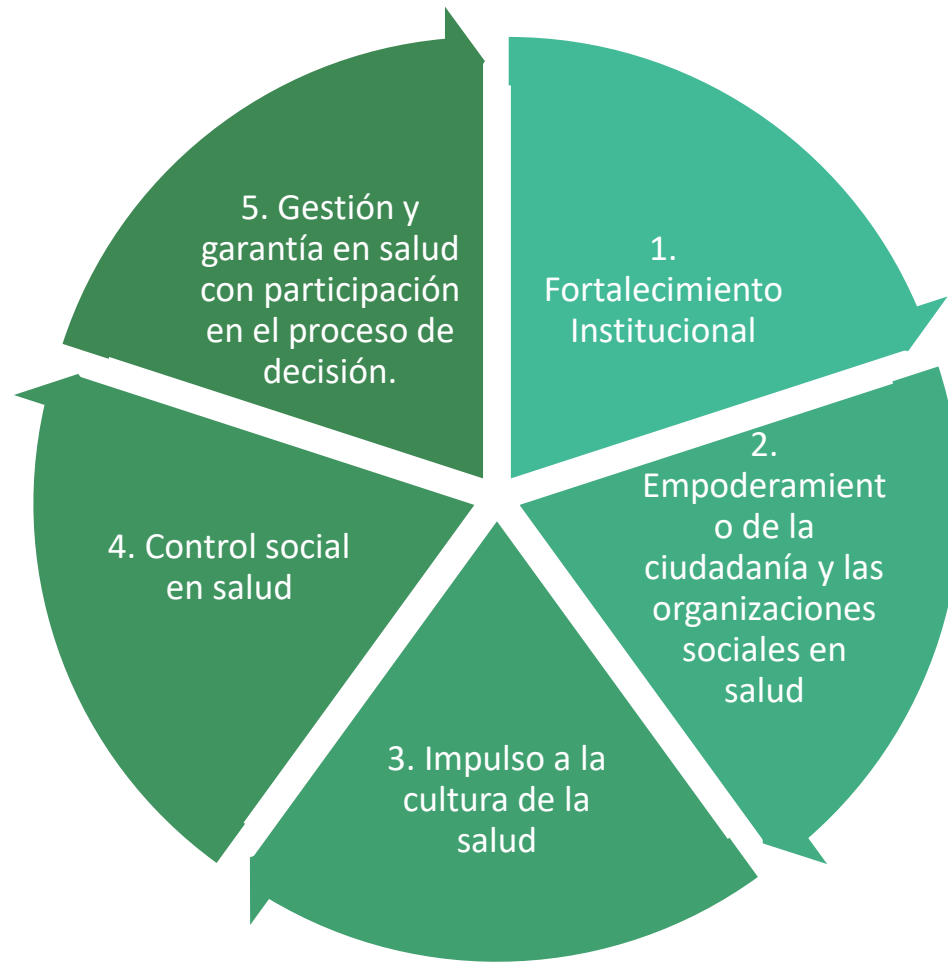 1.
Fortalecimiento
Institucional
2.
Empoderamient
o de la
ciudadanía y las
organizaciones
sociales en
salud
3. Impulso a la
cultura de la
salud
4. Control social
en salud
5. Gestión y
garantía en salud
con participación
en el proceso de
decisión.